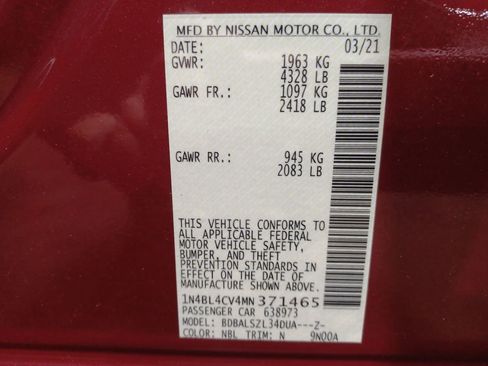 MFD BY NISSAN MOTOR CO., LTD.
DATE: 03/21
GVWR: 1963 KG
4328 LB
GAWR FR.: 1097 KG
2418 LB
GAWR RR.: 945 KG
2083 LB
THIS VEHICLE CONFORMS TO
ALL APPLICABLE FEDERAL
MOTOR VEHICLE SAFETY,
BUMPER, AND THEFT
PREVENTION STANDARDS IN
EFFECT ON THE DATE OF
MANUFACTURE SHOWN ABOVE.
1N4BL4CV4MN371465
PASSENGER CAR 638973
MODEL: BDBALSZL34DUA---Z-
COLOR: NBL TRIM: N 9N00A